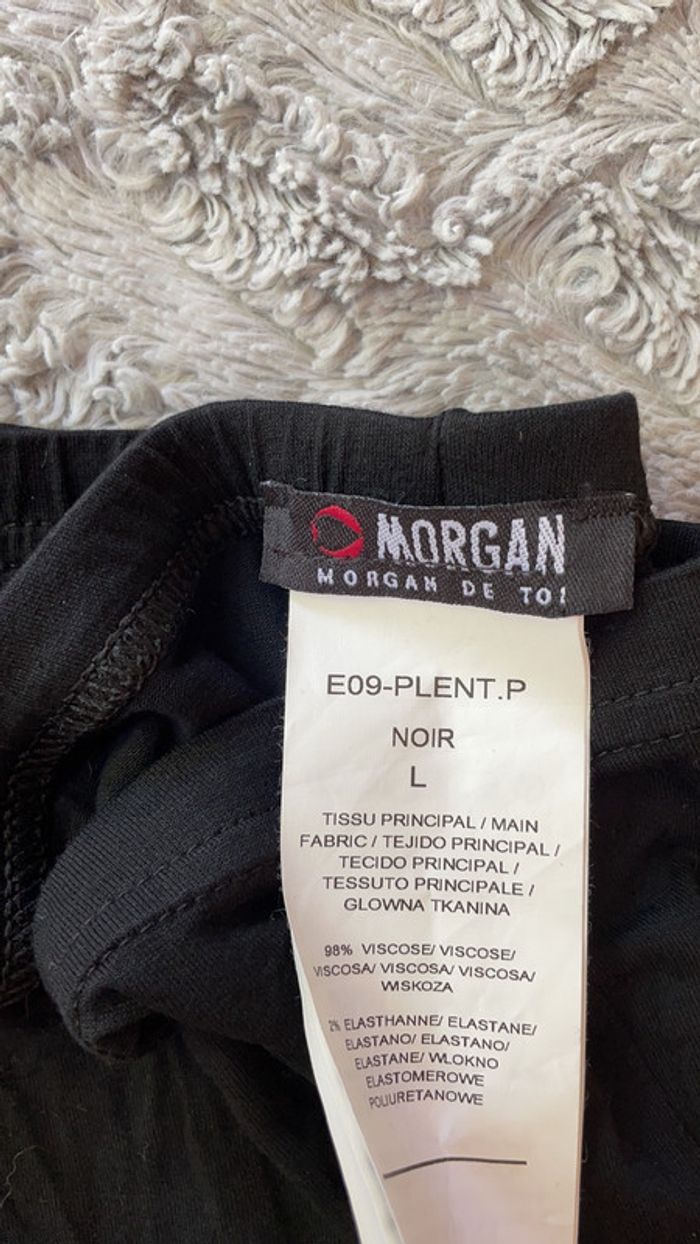 MORGAN
MORGAN DE TOI
E09-PLENT.P
NOIR
L
TISSU PRINCIPAL / MAIN
FABRIC / TEJIDO PRINCIPAL /
TECIDO PRINCIPAL /
TESSUTO PRINCIPALE /
GLOWNA TKANINA
98% VISCOSE/ VISCOSE/
VISCOSA/ VISCOSA/ VISCOSA/
WISKOZA
2% ELASTHANNE/ ELASTANE/
ELASTANO/ ELASTANO/
ELASTANE/ WLOKNO
ELASTOMEROWE
POLIURETANOWE